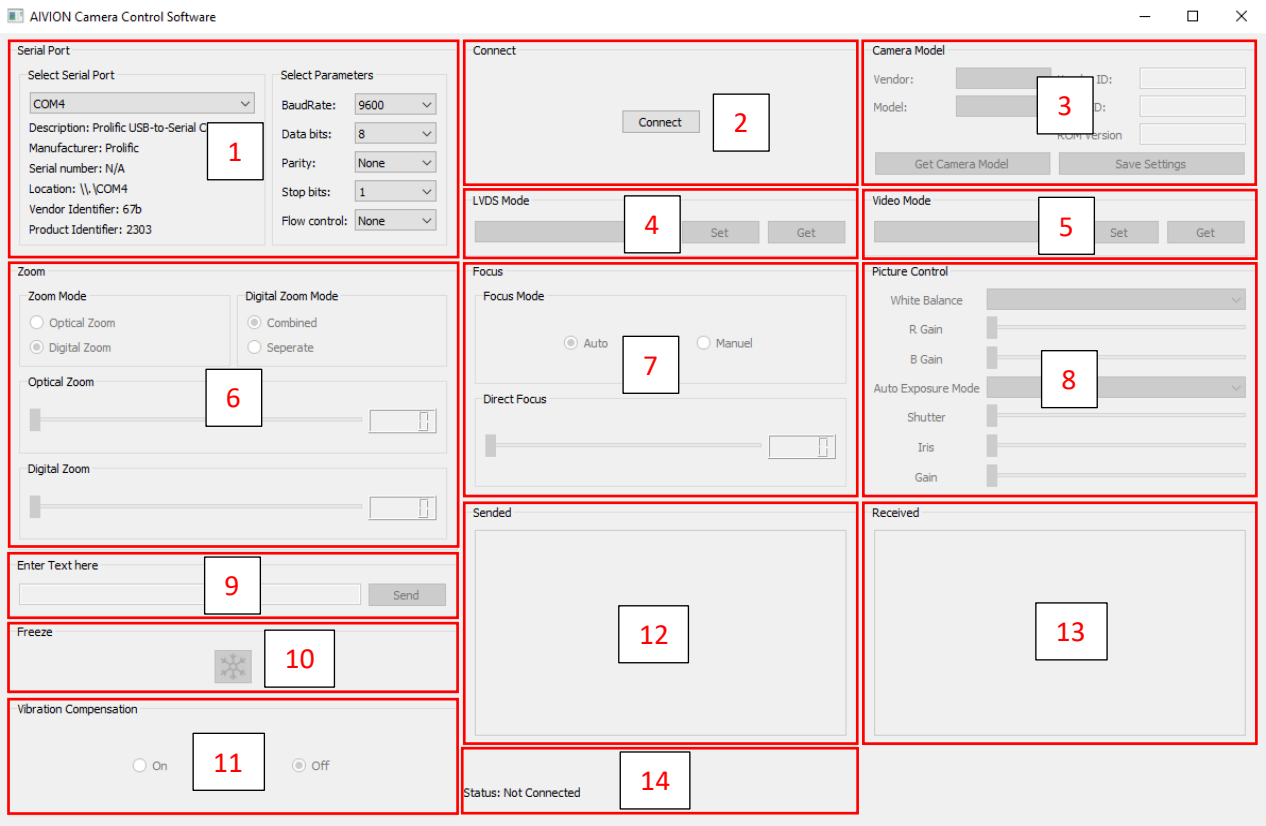 AIVION Camera Control Software
Serial Port
Select Serial Port
COM4
Description: Prolific USB-to-Serial C
Manufacturer: Prolific
Serial number: N/A
Location: \\.\COM4
Vendor Identifier: 67b
Product Identifier: 2303
1
Select Parameters
BaudRate: 9600
Data bits: 8
Parity: None
Stop bits: 1
Flow control: None
Connect
Connect
2
Camera Model
Vendor:
ID:
Model:
D:
ROM Version
3
Get Camera Model
Save Settings
LVDS Mode
4
Set
Get
Video Mode
5
Set
Get
Zoom
Zoom Mode
Optical Zoom
Digital Zoom
Digital Zoom Mode
Combined
Seperate
Optical Zoom
6
0
Digital Zoom
0
Focus
Focus Mode
Auto
Manuel
7
Direct Focus
0
Picture Control
White Balance
R Gain
B Gain
Auto Exposure Mode
8
Shutter
Iris
Gain
Enter Text here
9
Send
Freeze
10
Vibration Compensation
On
11
Off
Sended
12
Received
13
Status: Not Connected
14